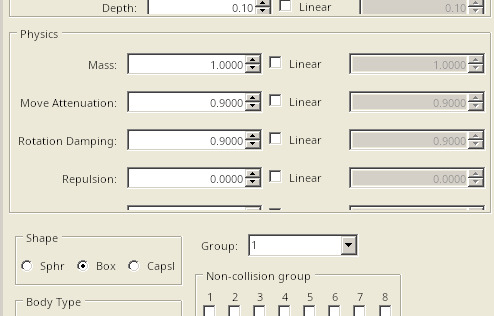 Depth: 0.10 Linear 0.10
Physics
Mass: 1.0000 Linear 1.0000
Move Attenuation: 0.9000 Linear 0.9000
Rotation Damping: 0.9000 Linear 0.9000
Repulsion: 0.0000 Linear 0.0000
Shape
Group: 1
Sphr Box Capsl
Non-collision group
1 2 3 4 5 6 7 8
Body Type